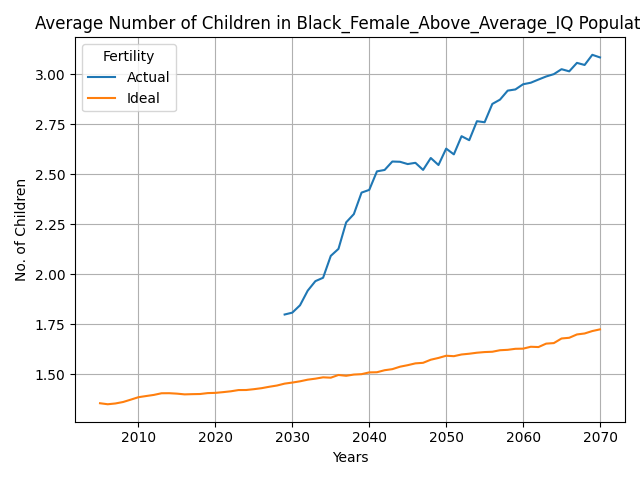 Average Number of Children in Black_Female_Above_Average_IQ Populat
Fertility
Actual
Ideal
3.00
2.75
2.50
2.25
2.00
1.75
1.50
No. of Children
2010 2020 2030 2040 2050 2060 2070
Years